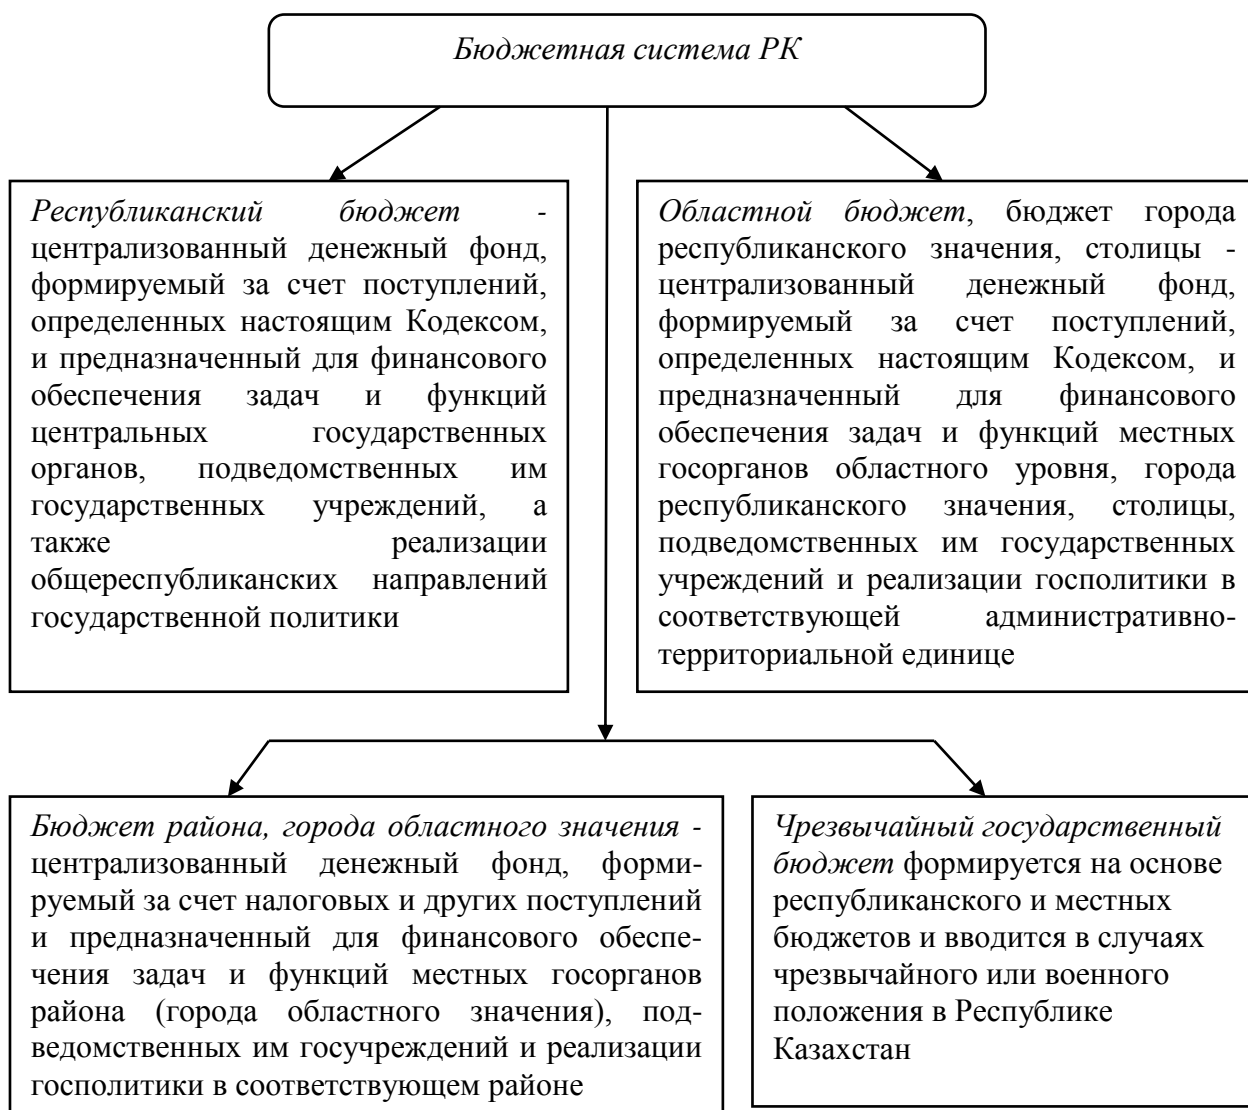 Бюджетная система РК
Республиканский бюджет -
централизованный денежный фонд,
формируемый за счет поступлений,
определенных настоящим Кодексом,
и предназначенный для финансового
обеспечения задач и функций
центральных государственных
органов, подведомственных им
государственных учреждений, а
также реализации
общереспубликанских направлений
государственной политики
Областной бюджет, бюджет города
республиканского значения, столицы -
централизованный денежный фонд,
формируемый за счет поступлений,
определенных настоящим Кодексом, и
предназначенный для финансового
обеспечения задач и функций местных
госорганов областного уровня, города
республиканского значения, столицы,
подведомственных им государственных
учреждений и реализации госполитики в
соответствующей административно-
территориальной единице
Бюджет района, города областного значения -
централизованный денежный фонд, форми-
руемый за счет налоговых и других поступлений
и предназначенный для финансового обеспе-
чения задач и функций местных госорганов
района (города областного значения), под-
ведомственных им госучреждений и реализации
госполитики в соответствующем районе
Чрезвычайный государственный
бюджет формируется на основе
республиканского и местных
бюджетов и вводится в случаях
чрезвычайного или военного
положения в Республике
Казахстан